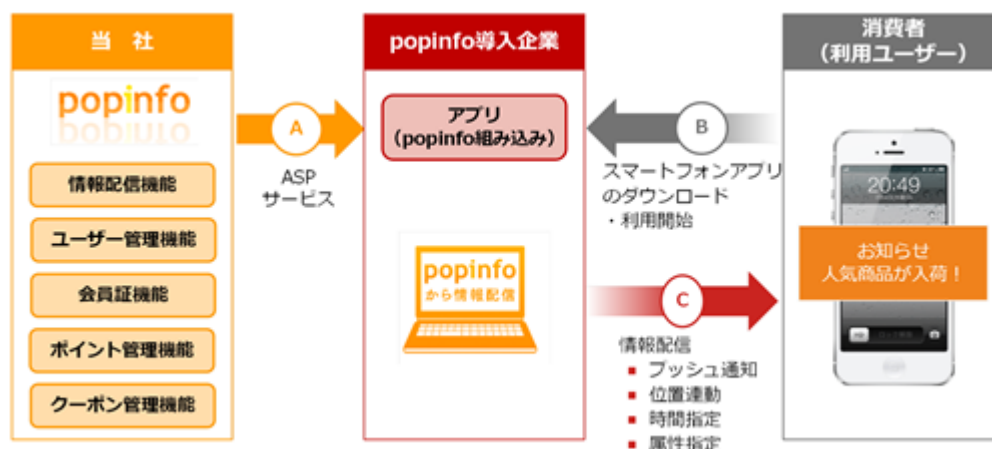 当 社
popinfo
情報配信機能
ユーザー管理機能
会員証機能
ポイント管理機能
クーポン管理機能
A
ASP
サービス
popinfo導入企業
アプリ
(popinfo組み込み)
popinfo
から情報配信
B
スマートフォンアプリ
のダウンロード
・利用開始
C
情報配信
■ プッシュ通知
■ 位置連動
■ 時間指定
■ 属性指定
消費者
(利用ユーザー)
20:49
お知らせ
人気商品が入荷！